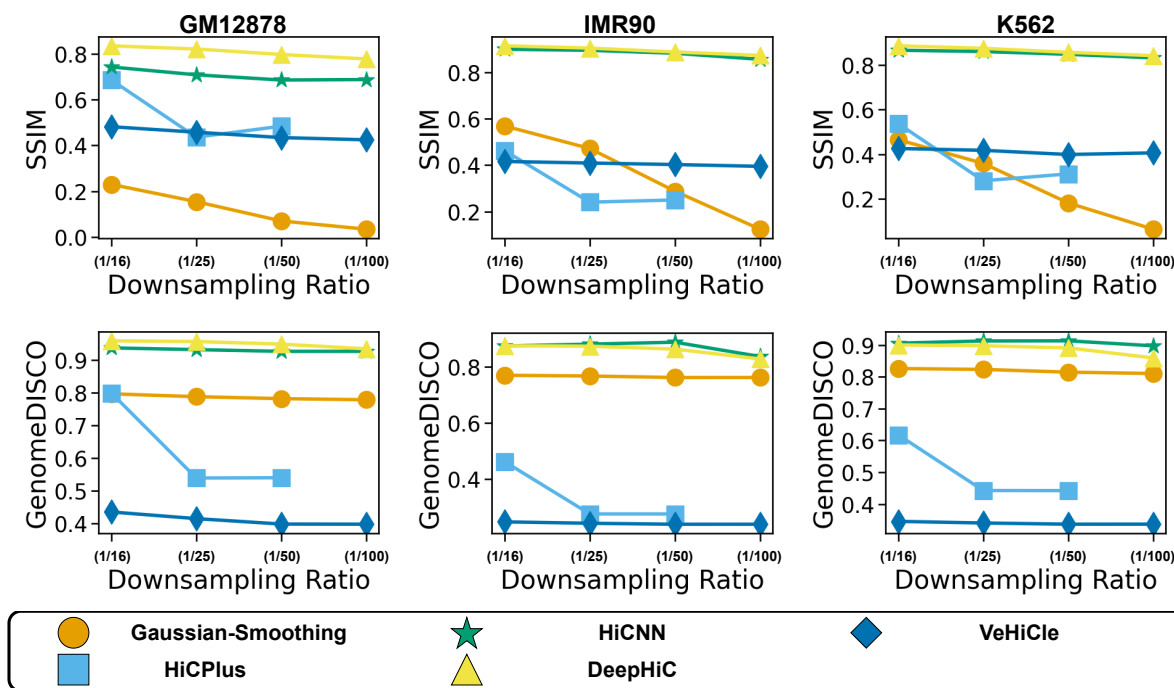 GM12878
IMR90
K562
SSIM
0.8
0.6
0.4
0.2
0.0
(1/16)
(1/25)
(1/50)
(1/100)
Downsampling Ratio
SSIM
0.8
0.6
0.4
0.2
(1/16)
(1/25)
(1/50)
(1/100)
Downsampling Ratio
SSIM
0.8
0.6
0.4
0.2
(1/16)
(1/25)
(1/50)
(1/100)
Downsampling Ratio
GenomeDISCO
0.9
0.8
0.7
0.6
0.5
0.4
(1/16)
(1/25)
(1/50)
(1/100)
Downsampling Ratio
GenomeDISCO
0.8
0.6
0.4
(1/16)
(1/25)
(1/50)
(1/100)
Downsampling Ratio
GenomeDISCO
0.9
0.8
0.7
0.6
0.5
0.4
(1/16)
(1/25)
(1/50)
(1/100)
Downsampling Ratio
Gaussian-Smoothing
HiCNN
VeHiCle
HiCPlus
DeepHiC